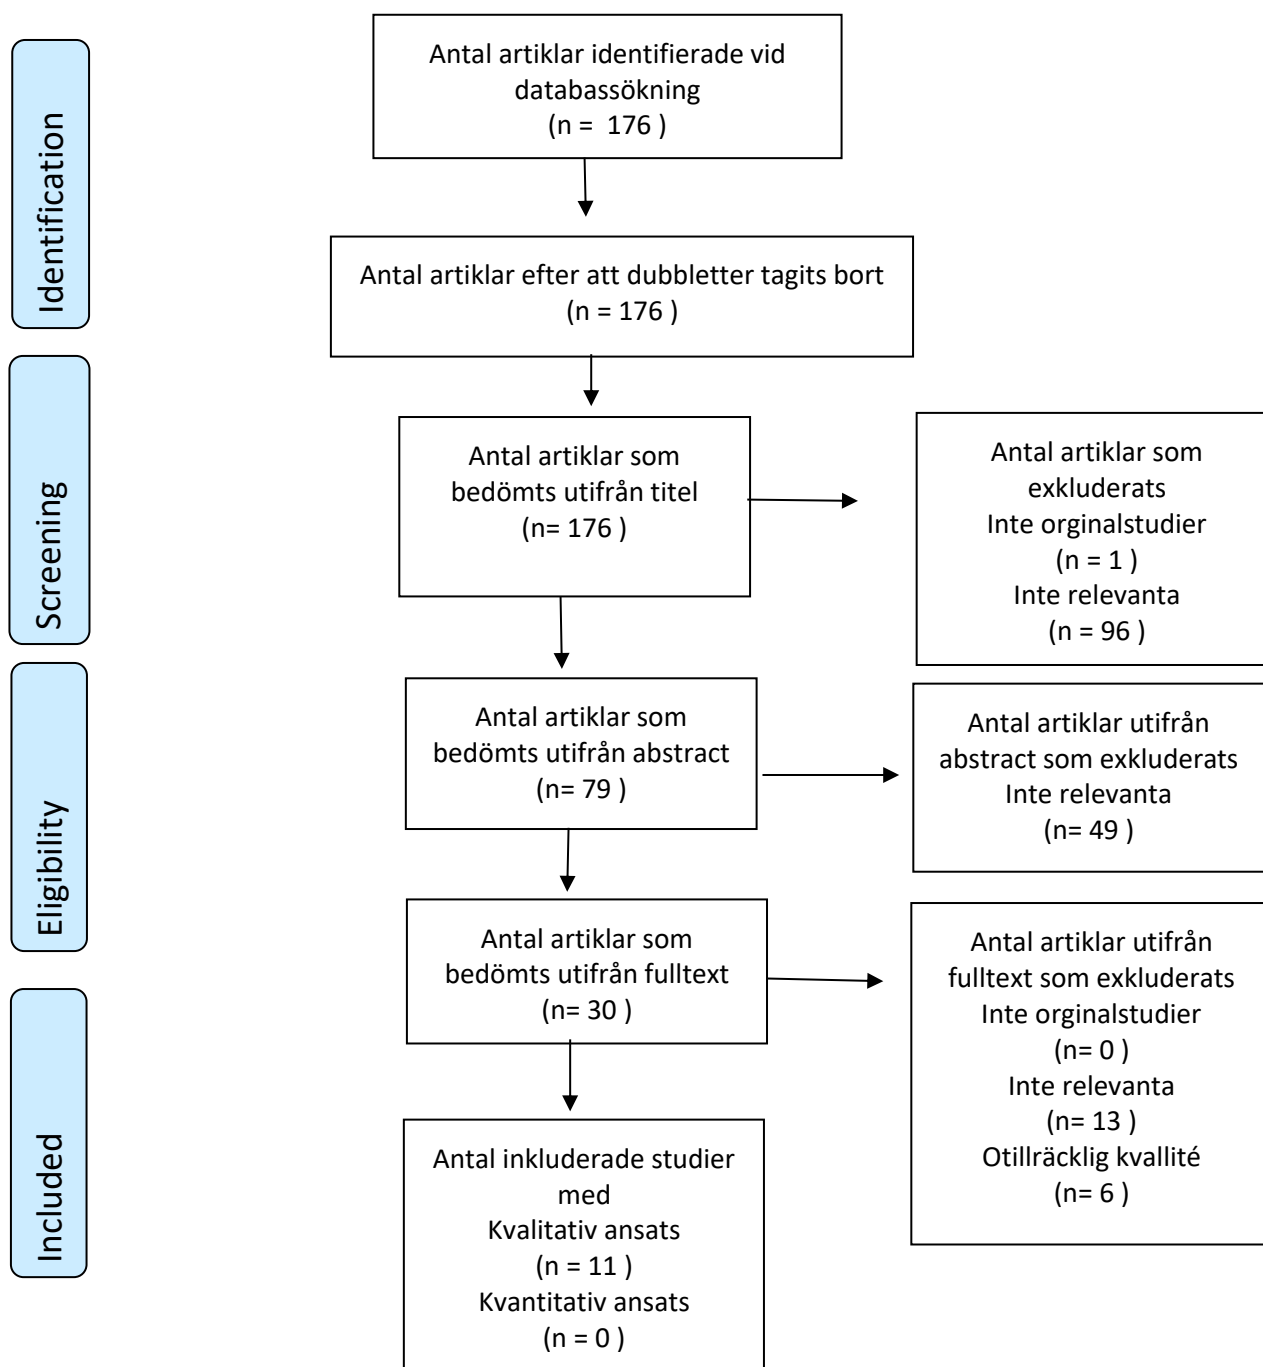 Identification
Antal artiklar identifierade vid
databassökning
(n =  176 )
Antal artiklar efter att dubbletter tagits bort
(n = 176 )
Screening
Antal artiklar som
bedömts utifrån titel
(n= 176 )
Antal artiklar som
exkluderats
Inte orginalstudier
(n = 1 )
Inte relevanta
(n = 96 )
Eligibility
Antal artiklar som
bedömts utifrån abstract
(n= 79 )
Antal artiklar utifrån
abstract som exkluderats
Inte relevanta
(n= 49 )
Antal artiklar som
bedömts utifrån fulltext
(n= 30 )
Antal artiklar utifrån
fulltext som exkluderats
Inte orginalstudier
(n= 0 )
Inte relevanta
(n= 13 )
Otillräcklig kvallité
(n= 6 )
Included
Antal inkluderade studier
med
Kvalitativ ansats
(n = 11 )
Kvantitativ ansats
(n = 0 )